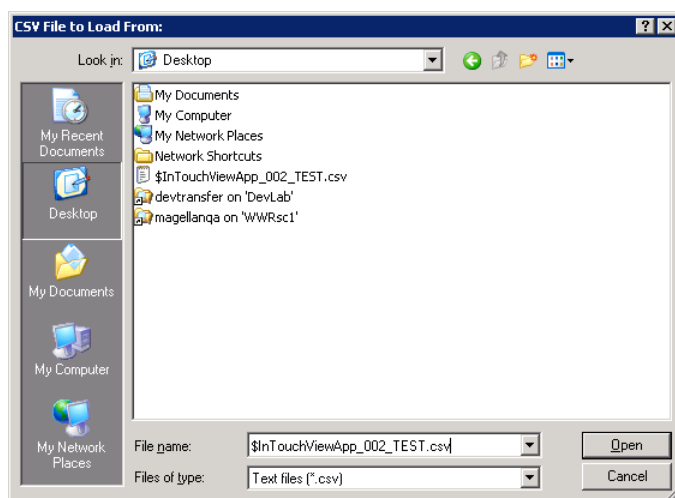 CSV File to Load From:
Look in:
Desktop
My Recent
Documents
Desktop
My Documents
My Computer
My Network
Places
My Documents
My Computer
My Network Places
Network Shortcuts
$InTouchViewApp_002_TEST.csv
devtransfer on 'DevLab'
magellanqa on 'WWRsc1'
File name:
$InTouchViewApp_002_TEST.csv
Open
Files of type:
Text files (*.csv)
Cancel